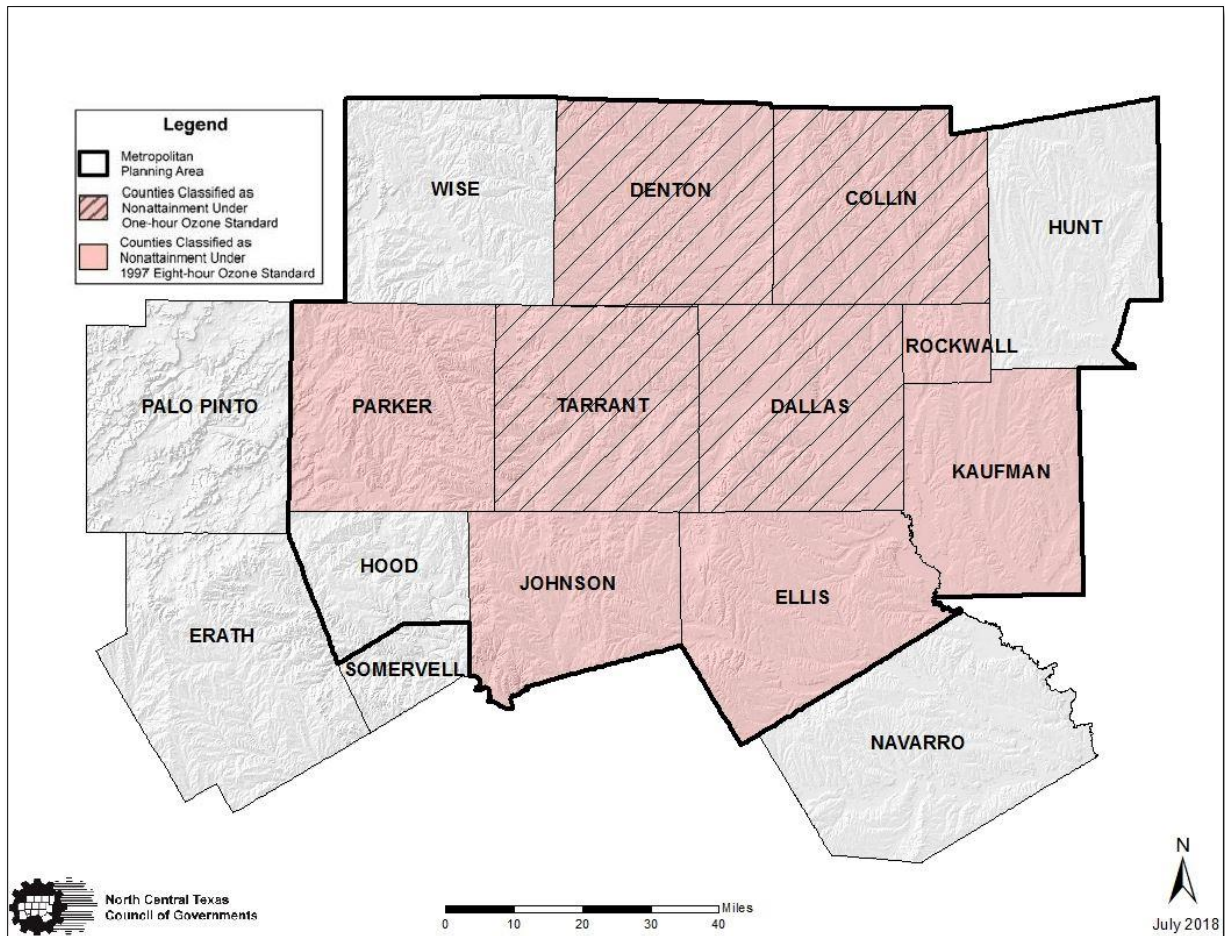 Legend
Metropolitan
Planning Area
Counties Classified as
Nonattainment Under
One-hour Ozone Standard
Counties Classified as
Nonattainment Under
1997 Eight-hour Ozone Standard
WISE
DENTON
COLLIN
HUNT
PALO PINTO
PARKER
TARRANT
DALLAS
ROCKWALL
KAUFMAN
ERATH
HOOD
SOMERVELL
JOHNSON
ELLIS
NAVARRO
North Central Texas
Council of Governments
Miles
0 10 20 30 40
N
July 2018